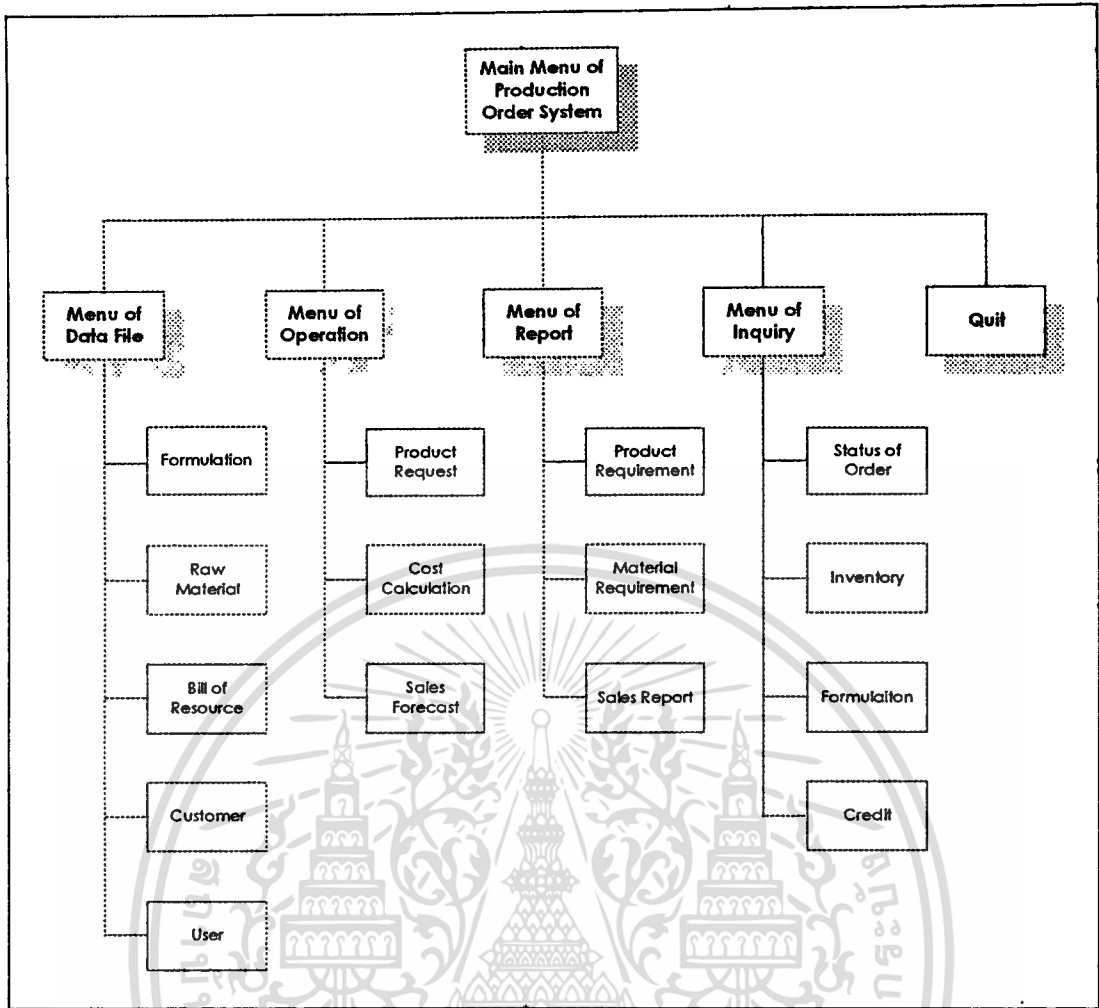 Main Menu of
Production
Order System
Menu of
Data File
Menu of
Operation
Menu of
Report
Menu of
Inquiry
Quit
Formulation
Raw
Material
Bill of
Resource
Customer
User
Product
Request
Cost
Calculation
Sales
Forecast
Product
Requirement
Material
Requirement
Sales Report
Status of
Order
Inventory
Formulaiton
Credit